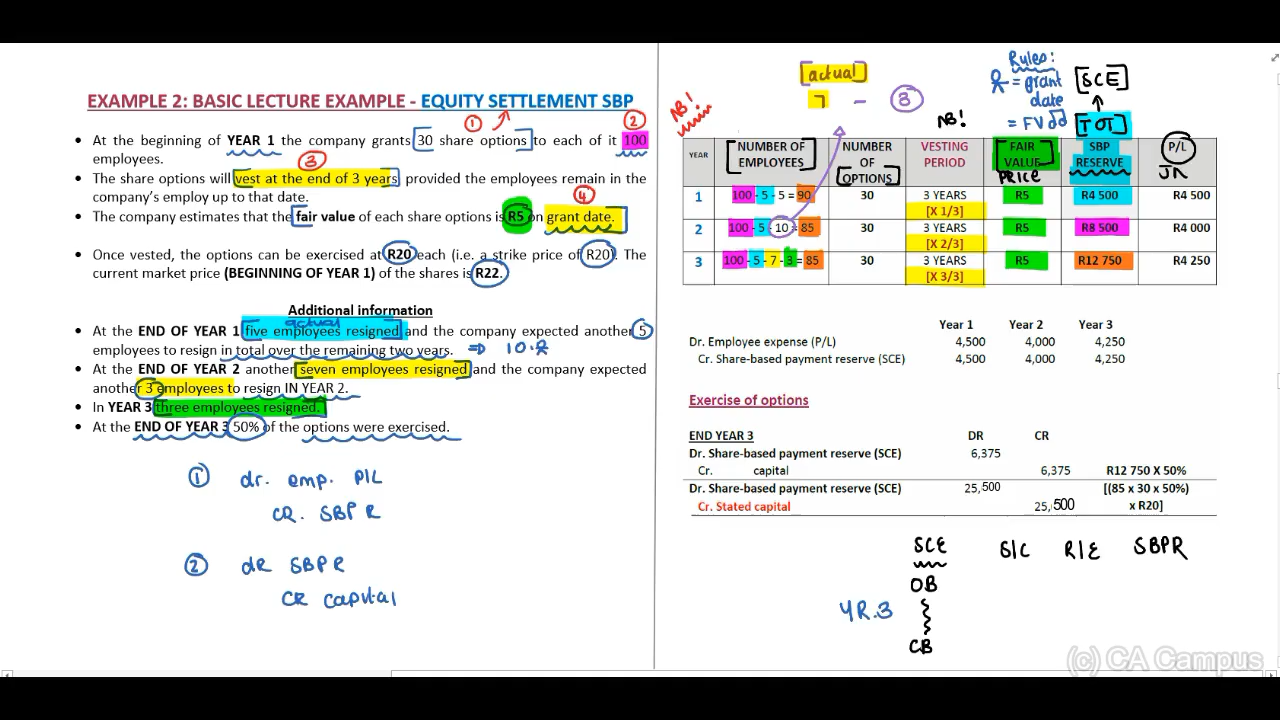 EXAMPLE 2: BASIC LECTURE EXAMPLE - EQUITY SETTLEMENT SBP
①
②
• At the beginning of YEAR 1 the company grants 30 share options to each of it 100
employees.
③
• The share options will vest at the end of 3 years provided the employees remain in the
company's employ up to that date.
④
• The company estimates that the fair value of each share options is R5 on grant date.
• Once vested, the options can be exercised at R20 each (i.e. a strike price of R20). The
current market price (BEGINNING OF YEAR 1) of the shares is R22.
Additional information
actual
• At the END OF YEAR 1 five employees resigned and the company expected another 5
employees to resign in total over the remaining two years. ⇒ 10.
• At the END OF YEAR 2 another seven employees resigned and the company expected
another 3 employees to resign IN YEAR 2.
• In YEAR 3 three employees resigned.
• At the END OF YEAR 3 50% of the options were exercised.
① dr. emp. P/L
CR. SBP R
② dR SBPR
CR capital
[actual]
7 - 3
NB!
NB!
Rules:
= grant
date
= FV
[SCE]
↑
[TOT]
YEAR NUMBER OF EMPLOYEES NUMBER OF OPTIONS VESTING PERIOD FAIR VALUE PRICE SBP RESERVE P/L
1 100 - 5 - 5 = 90 30 3 YEARS R5 R4 500 R4 500
[X 1/3]
2 100 - 5 - 10 = 85 30 3 YEARS R5 R8 500 R4 000
[X 2/3]
3 100 - 5 - 7 - 3 = 85 30 3 YEARS R5 R12 750 R4 250
[X 3/3]
Year 1 Year 2 Year 3
Dr. Employee expense (P/L) 4,500 4,000 4,250
Cr. Share-based payment reserve (SCE) 4,500 4,000 4,250
Exercise of options
END YEAR 3 DR CR
Dr. Share-based payment reserve (SCE) 6,375
Cr. capital 6,375 R12 750 X 50%
Dr. Share-based payment reserve (SCE) 25,500 [(85 x 30 x 50%)
Cr. Stated capital 25,500 x R20]
SCE S/C R/E SBPR
OB
YR.3
CB
(c) CA Campus